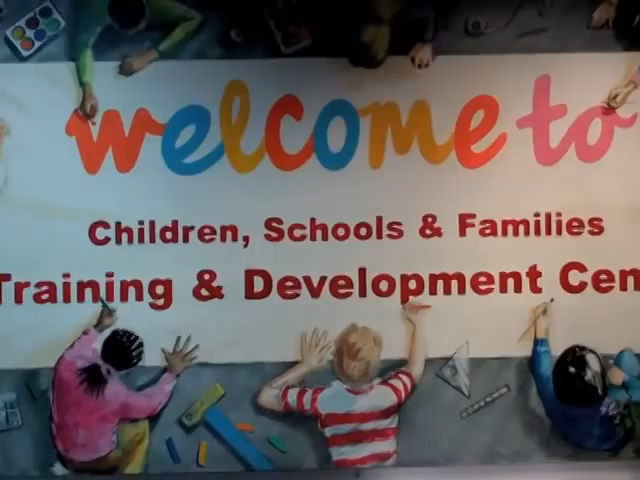 welcome to
Children, Schools & Families
Training & Development Cen